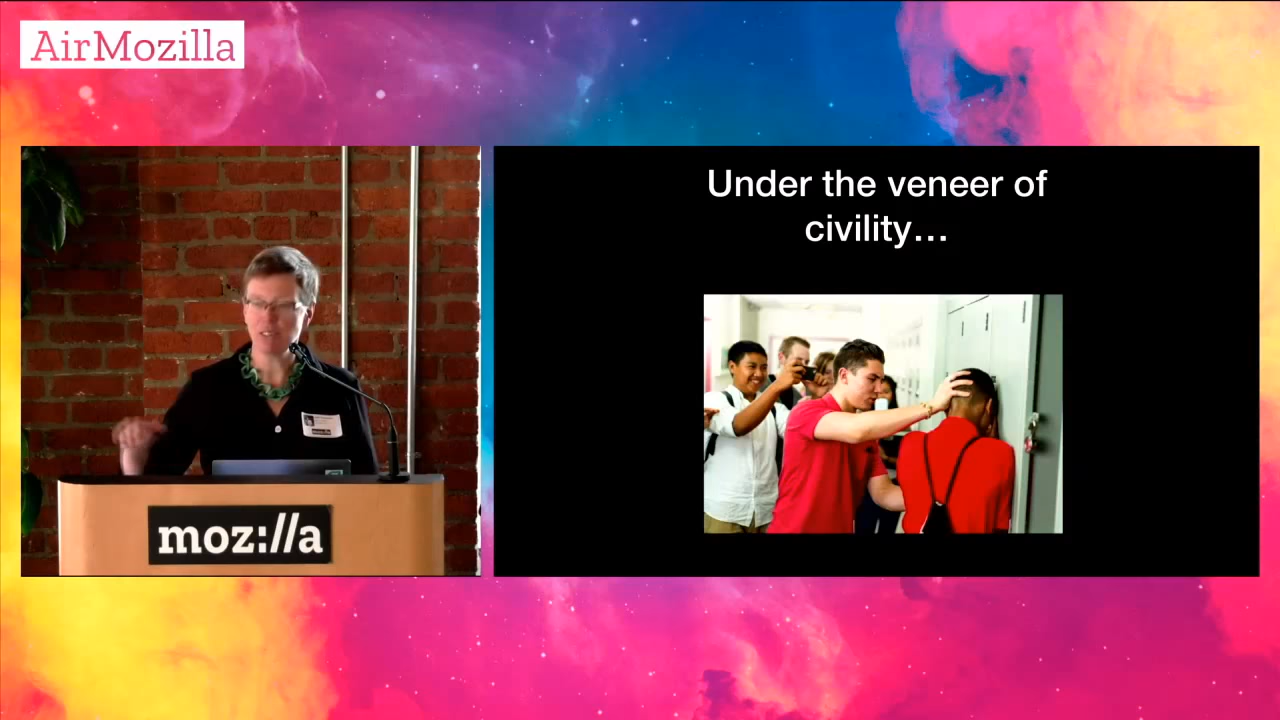 AirMozilla
Under the veneer of
civility...
moz://a